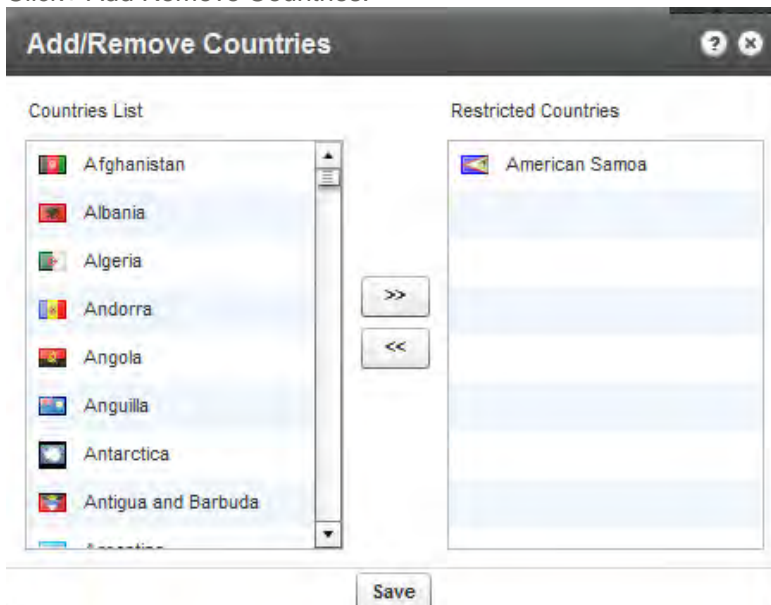 Add/Remove Countries
Countries List
Afghanistan
Albania
Algeria
Andorra
Angola
Anguilla
Antarctica
Antigua and Barbuda
>>
<<
Restricted Countries
American Samoa
Save